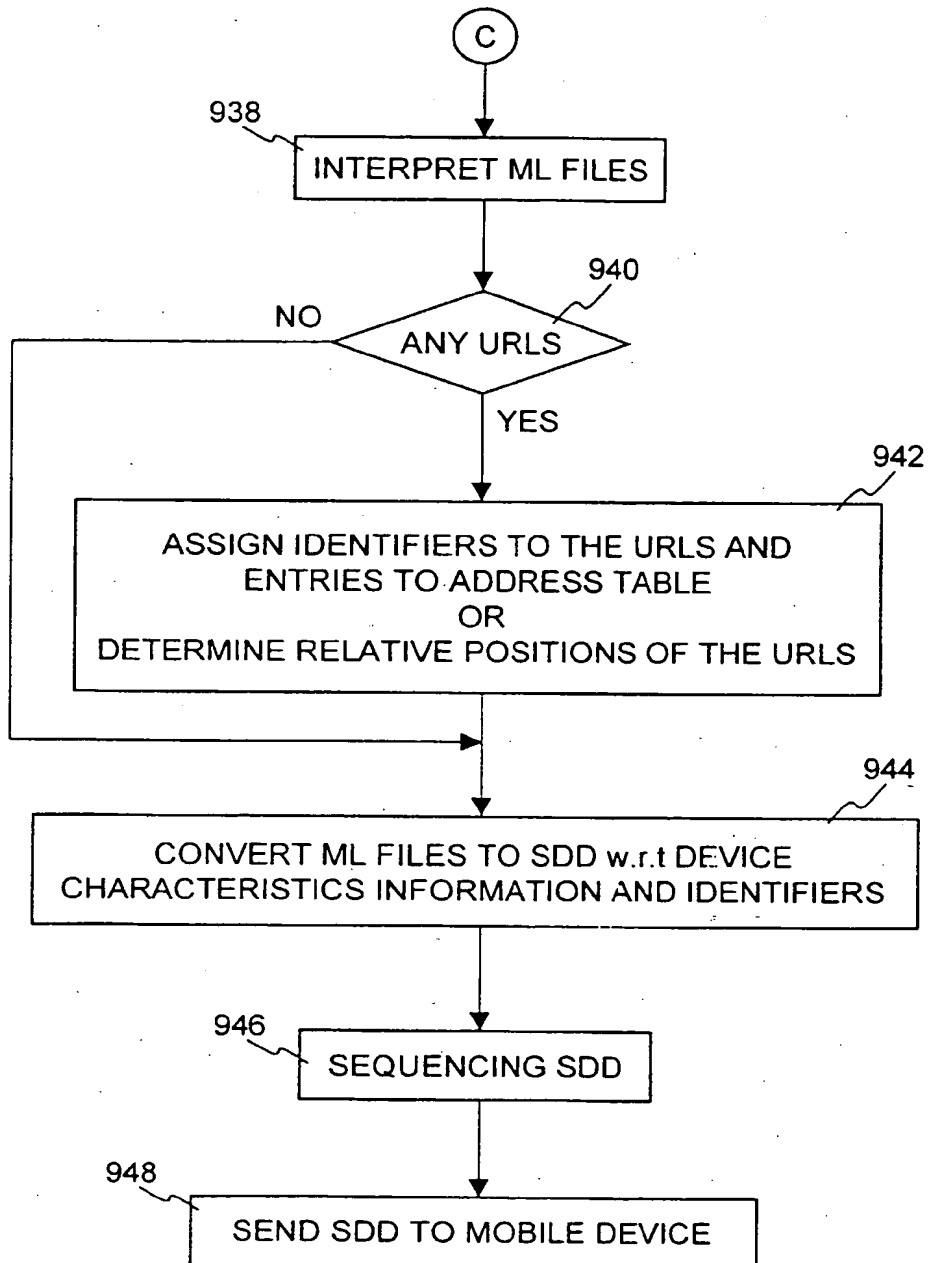 C
938
INTERPRET ML FILES
940
NO
ANY URLS
YES
942
ASSIGN IDENTIFIERS TO THE URLS AND
ENTRIES TO ADDRESS TABLE
OR
DETERMINE RELATIVE POSITIONS OF THE URLS
944
CONVERT ML FILES TO SDD w.r.t DEVICE
CHARACTERISTICS INFORMATION AND IDENTIFIERS
946
SEQUENCING SDD
948
SEND SDD TO MOBILE DEVICE